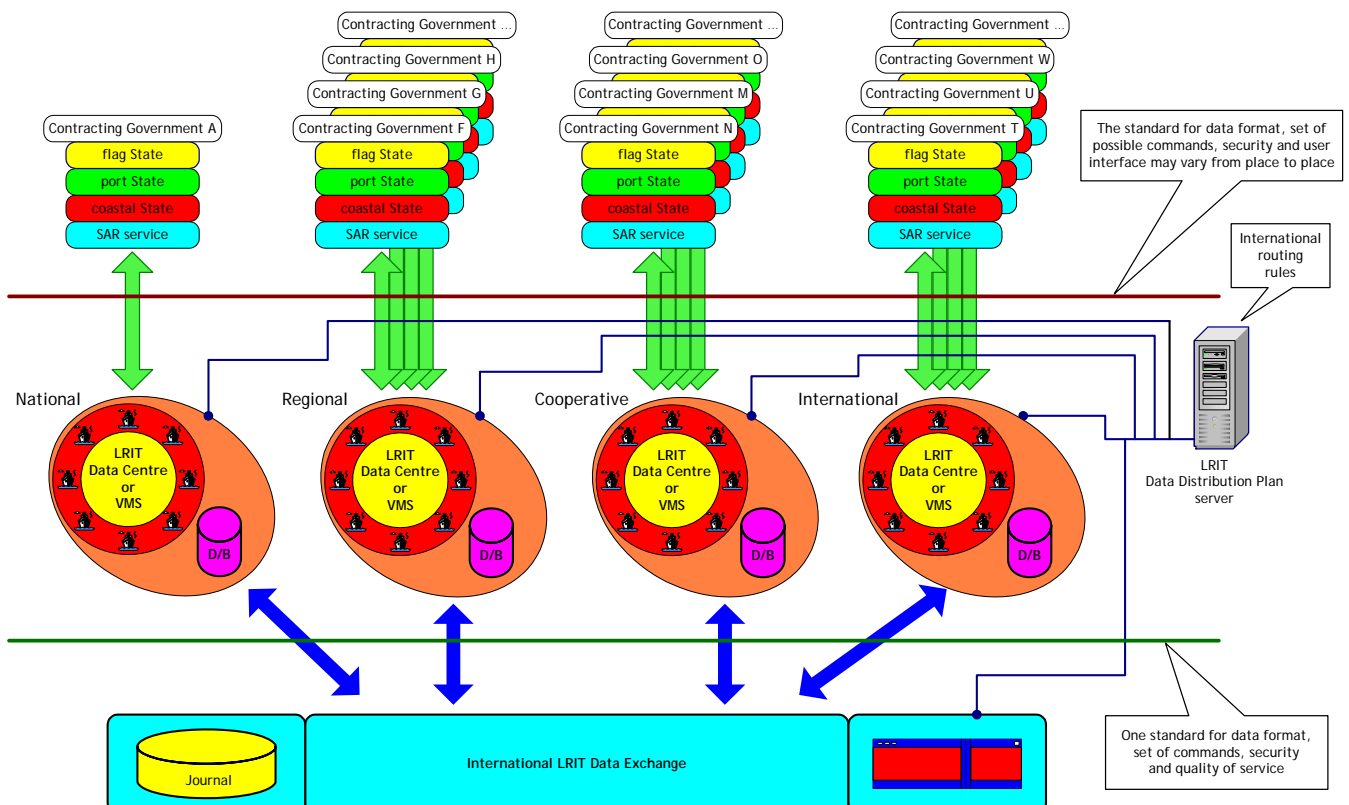 Contracting Government ...
Contracting Government ...
Contracting Government ...
Contracting Government H
Contracting Government O
Contracting Government W
Contracting Government G
Contracting Government M
Contracting Government U
Contracting Government A
Contracting Government F
Contracting Government N
Contracting Government T
flag State
port State
coastal State
SAR service
flag State
port State
coastal State
SAR service
flag State
port State
coastal State
SAR service
flag State
port State
coastal State
SAR service
The standard for data format, set of
possible commands, security and user
interface may vary from place to place
International
routing
rules
National
Regional
Cooperative
International
LRIT
Data Centre
or
VMS
D/B
LRIT
Data Centre
or
VMS
D/B
LRIT
Data Centre
or
VMS
D/B
LRIT
Data Centre
or
VMS
D/B
LRIT
Data Distribution Plan
server
Journal
International LRIT Data Exchange
One standard for data format,
set of commands, security
and quality of service